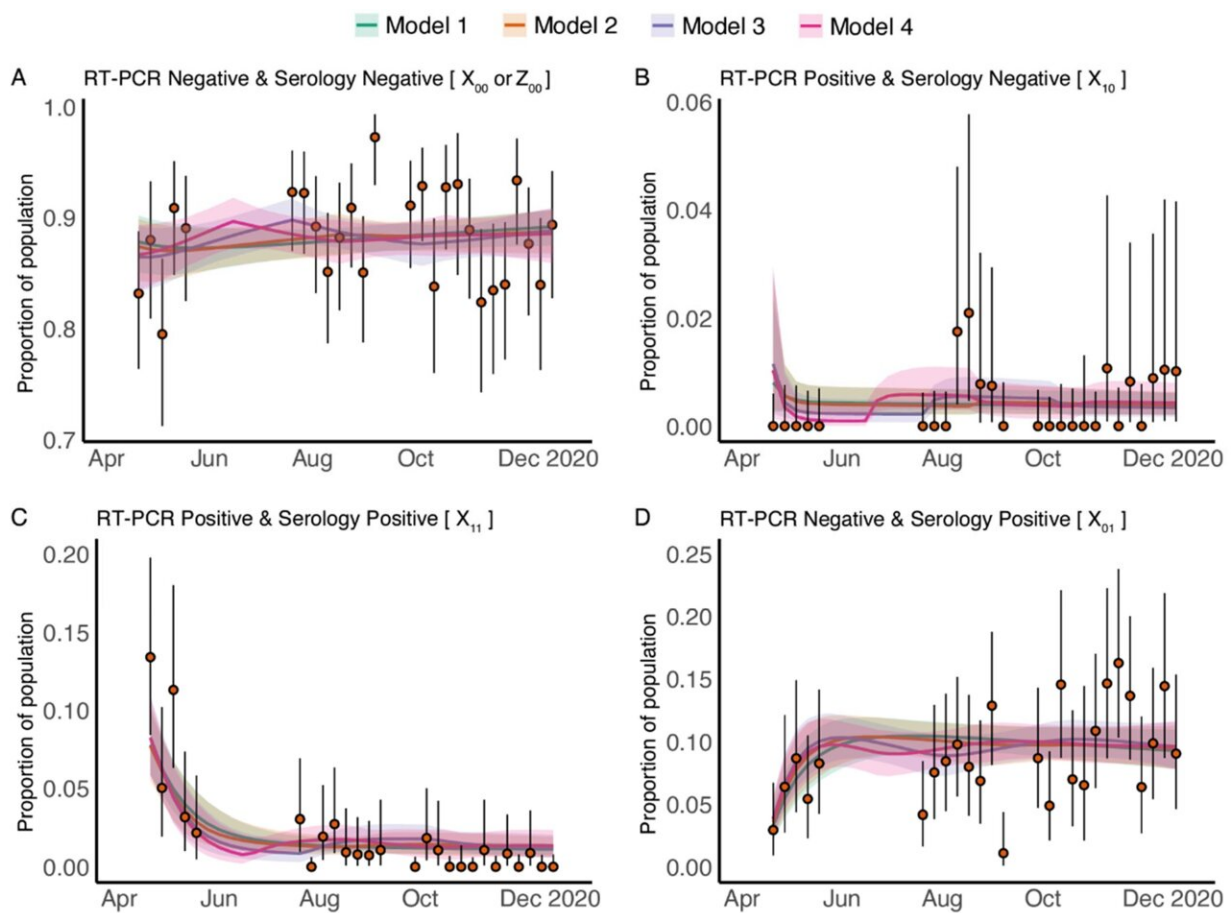 Model 1 Model 2 Model 3 Model 4
A RT-PCR Negative & Serology Negative [ X₀₀ or Z₀₀ ]
Proportion of population
1.0
0.9
0.8
0.7
Apr Jun Aug Oct Dec 2020
B RT-PCR Positive & Serology Negative [ X₁₀ ]
Proportion of population
0.06
0.04
0.02
0.00
Apr Jun Aug Oct Dec 2020
C RT-PCR Positive & Serology Positive [ X₁₁ ]
Proportion of population
0.20
0.15
0.10
0.05
0.00
Apr Jun Aug Oct Dec 2020
D RT-PCR Negative & Serology Positive [ X₀₁ ]
Proportion of population
0.25
0.20
0.15
0.10
0.05
0.00
Apr Jun Aug Oct Dec 2020